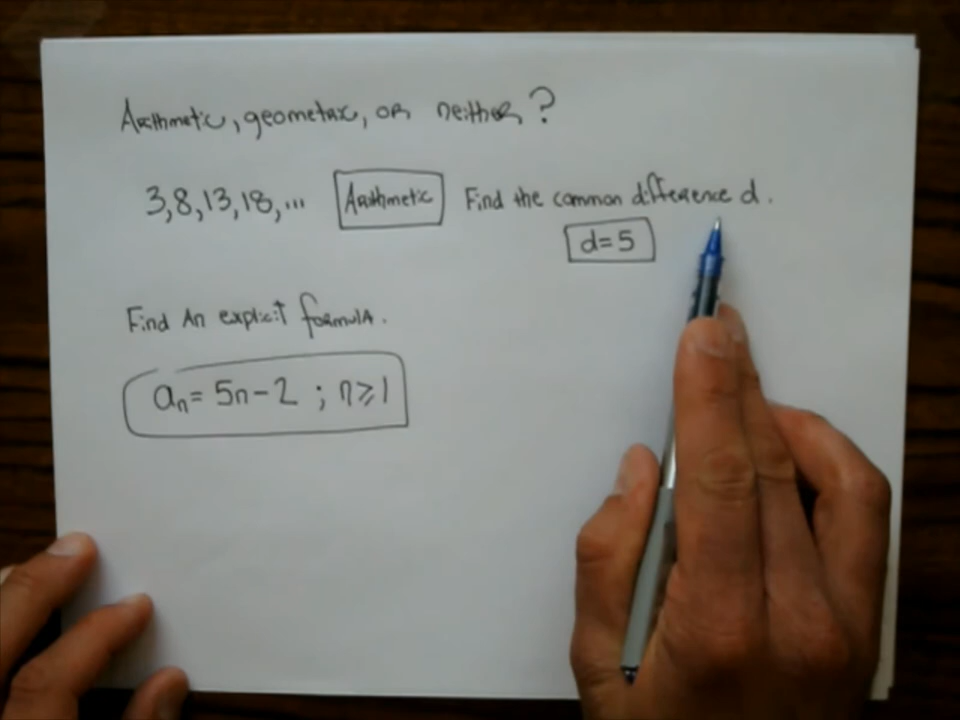 Arithmetic, geometric, or neither?
3,8,13,18,... Arithmetic Find the common difference d.
d=5
Find An explicit formula.
aₙ= 5n-2 ; n≥1